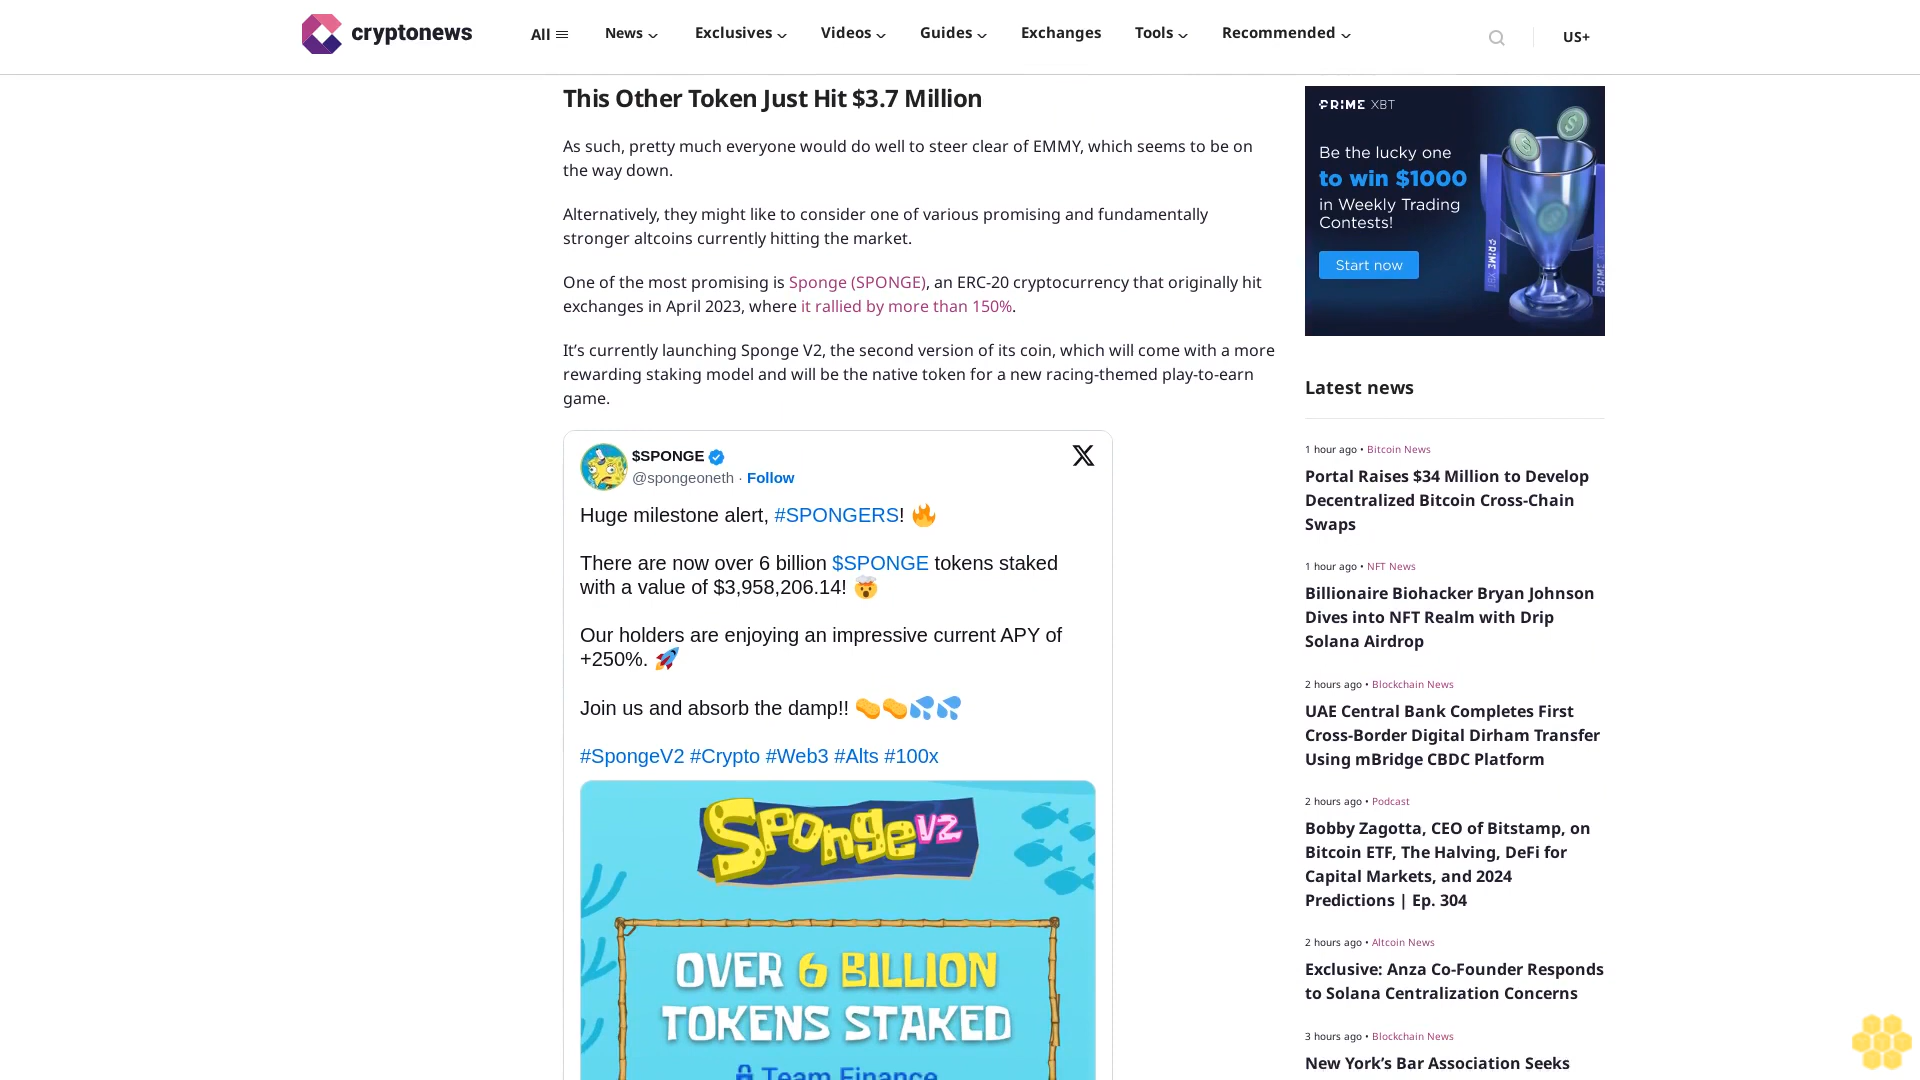 cryptonews
All
News
Exclusives
Videos
Guides
Exchanges
Tools
Recommended
US+
This Other Token Just Hit $3.7 Million
As such, pretty much everyone would do well to steer clear of EMMY, which seems to be on
the way down.
Alternatively, they might like to consider one of various promising and fundamentally
stronger altcoins currently hitting the market.
One of the most promising is Sponge (SPONGE), an ERC-20 cryptocurrency that originally hit
exchanges in April 2023, where it rallied by more than 150%.
It’s currently launching Sponge V2, the second version of its coin, which will come with a more
rewarding staking model and will be the native token for a new racing-themed play-to-earn
game.
$SPONGE
@spongeoneth · Follow
Huge milestone alert, #SPONGERS! 🔥
There are now over 6 billion $SPONGE tokens staked
with a value of $3,958,206.14! 🤯
Our holders are enjoying an impressive current APY of
+250%. 🚀
Join us and absorb the damp!! 🧽🧽💦💦
#SpongeV2 #Crypto #Web3 #Alts #100x
Sponge V2
OVER 6 BILLION
TOKENS STAKED
Team Finance
PRIME XBT
Be the lucky one
to win $1000
in Weekly Trading
Contests!
Start now
PRIME XBT
PRIME XBT
Latest news
1 hour ago • Bitcoin News
Portal Raises $34 Million to Develop
Decentralized Bitcoin Cross-Chain
Swaps
1 hour ago • NFT News
Billionaire Biohacker Bryan Johnson
Dives into NFT Realm with Drip
Solana Airdrop
2 hours ago • Blockchain News
UAE Central Bank Completes First
Cross-Border Digital Dirham Transfer
Using mBridge CBDC Platform
2 hours ago • Podcast
Bobby Zagotta, CEO of Bitstamp, on
Bitcoin ETF, The Halving, DeFi for
Capital Markets, and 2024
Predictions | Ep. 304
2 hours ago • Altcoin News
Exclusive: Anza Co-Founder Responds
to Solana Centralization Concerns
3 hours ago • Blockchain News
New York’s Bar Association Seeks